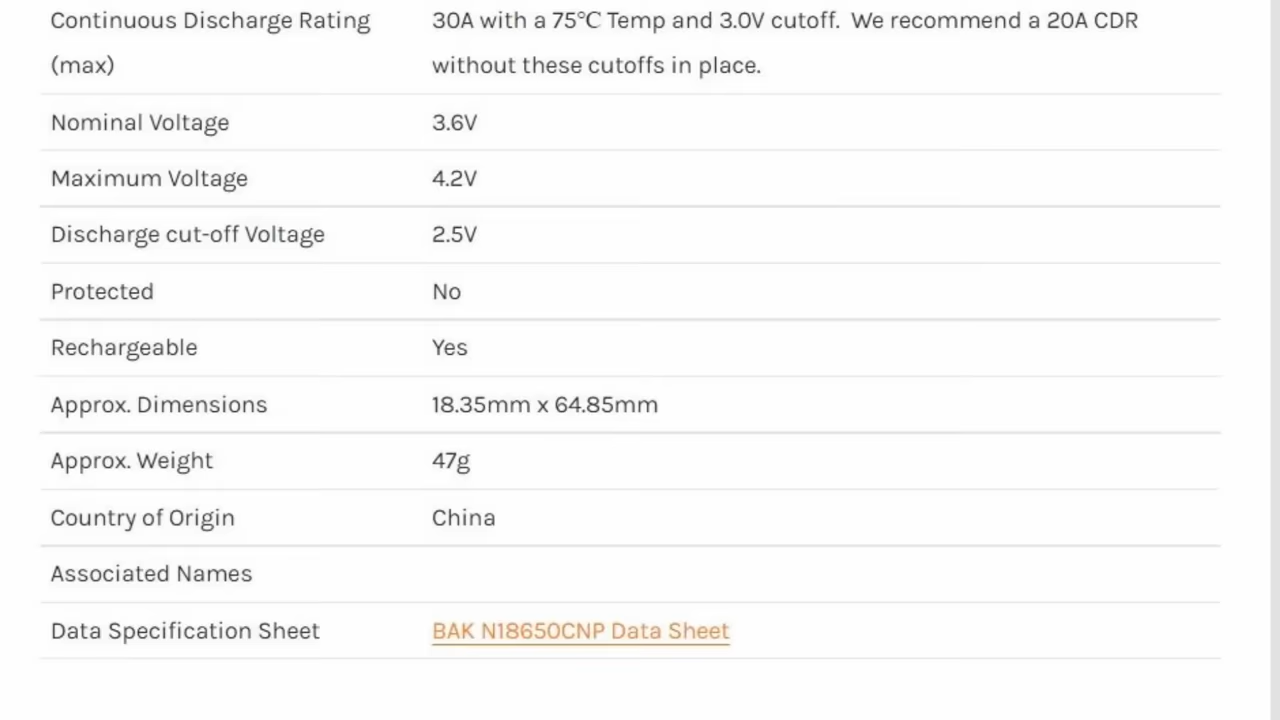 Continuous Discharge Rating 30A with a 75℃ Temp and 3.0V cutoff. We recommend a 20A CDR
(max) without these cutoffs in place.
Nominal Voltage 3.6V
Maximum Voltage 4.2V
Discharge cut-off Voltage 2.5V
Protected No
Rechargeable Yes
Approx. Dimensions 18.35mm x 64.85mm
Approx. Weight 47g
Country of Origin China
Associated Names
Data Specification Sheet BAK N18650CNP Data Sheet